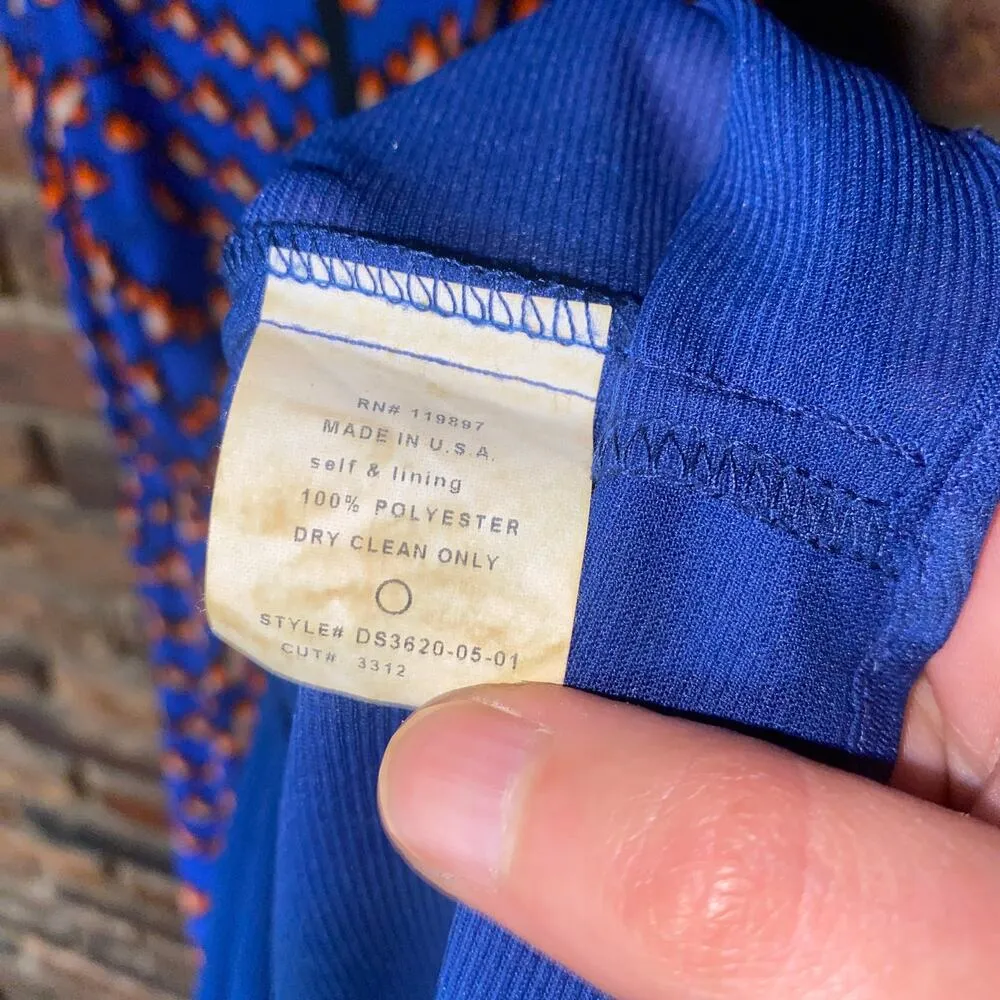 RN# 119897
MADE IN U.S.A.
self & lining
100% POLYESTER
DRY CLEAN ONLY
STYLE# DS3620-05-01
CUT# 3312